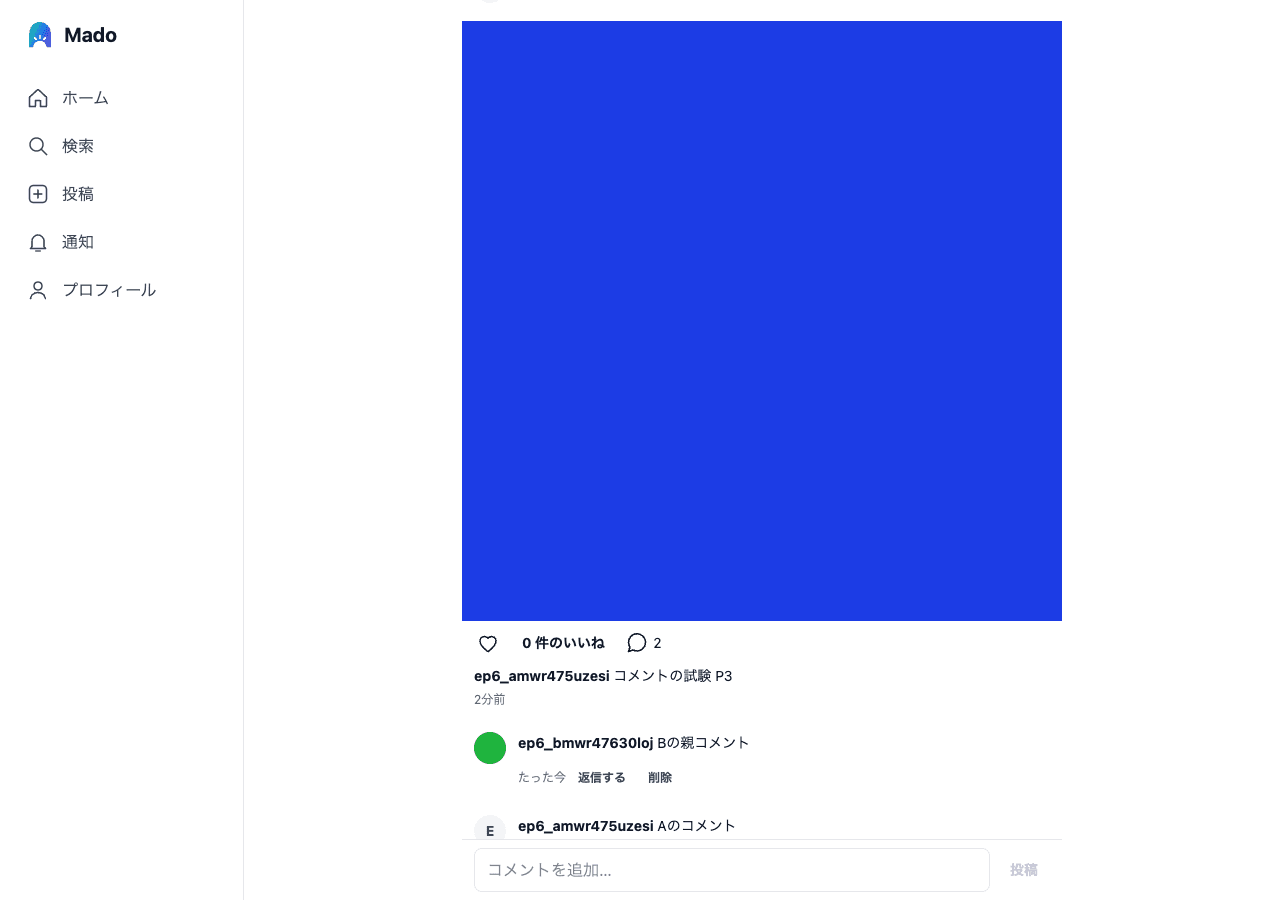 Mado
ホーム
検索
投稿
通知
プロフィール
0 件のいいね 2
ep6_amwr475uzesi コメントの試験 P3
2分前
ep6_bmwr47630loj Bの親コメント
たった今 返信する 削除
E
ep6_amwr475uzesi Aのコメント
コメントを追加...
投稿